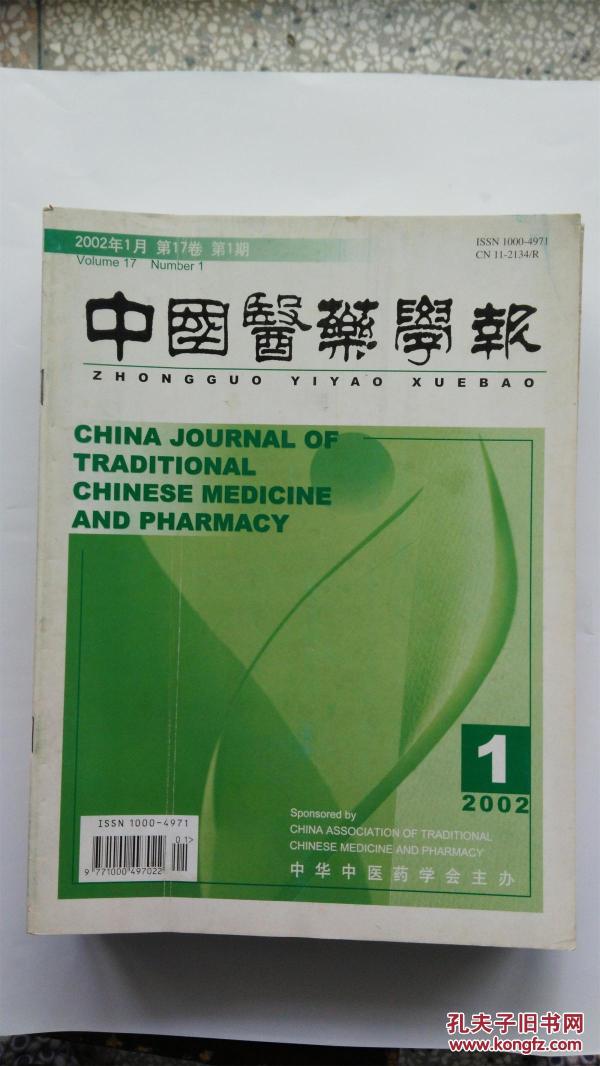 2002年1月 第17卷 第1期
Volume 17 Number 1
ISSN 1000-4971
CN 11-2134/R
中國醫藥學報
ZHONGGUO YIYAO XUEBAO
CHINA JOURNAL OF
TRADITIONAL
CHINESE MEDICINE
AND PHARMACY
1
2002
Sponsored by
CHINA ASSOCIATION OF TRADITIONAL
CHINESE MEDICINE AND PHARMACY
中华中医药学会主办
ISSN 1000-4971
01>
9 771000 497022
孔夫子旧书网
www.kongfz.com